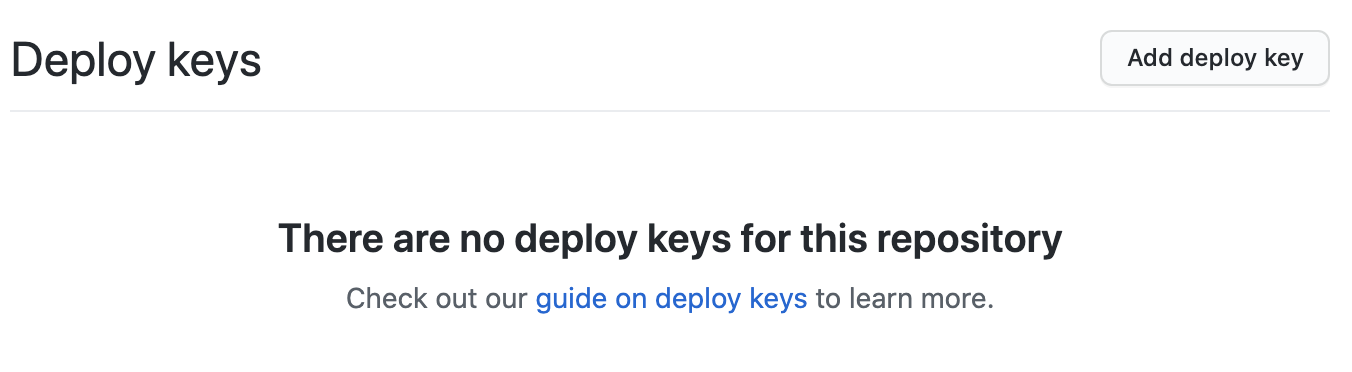 Deploy keys
Add deploy key
There are no deploy keys for this repository
Check out our guide on deploy keys to learn more.